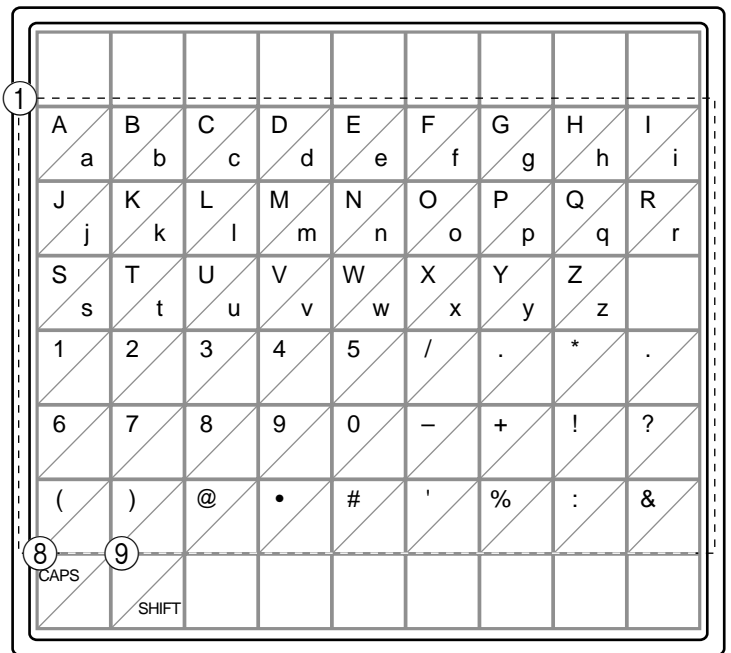 1
A a B b C c D d E e F f G g H h I i
J j K k L l M m N n O o P p Q q R r
S s T t U u V v W w X x Y y Z z
1 2 3 4 5 / . * .
6 7 8 9 0 – + ! ?
( ) @ • # ' % : &
8 9
CAPS SHIFT